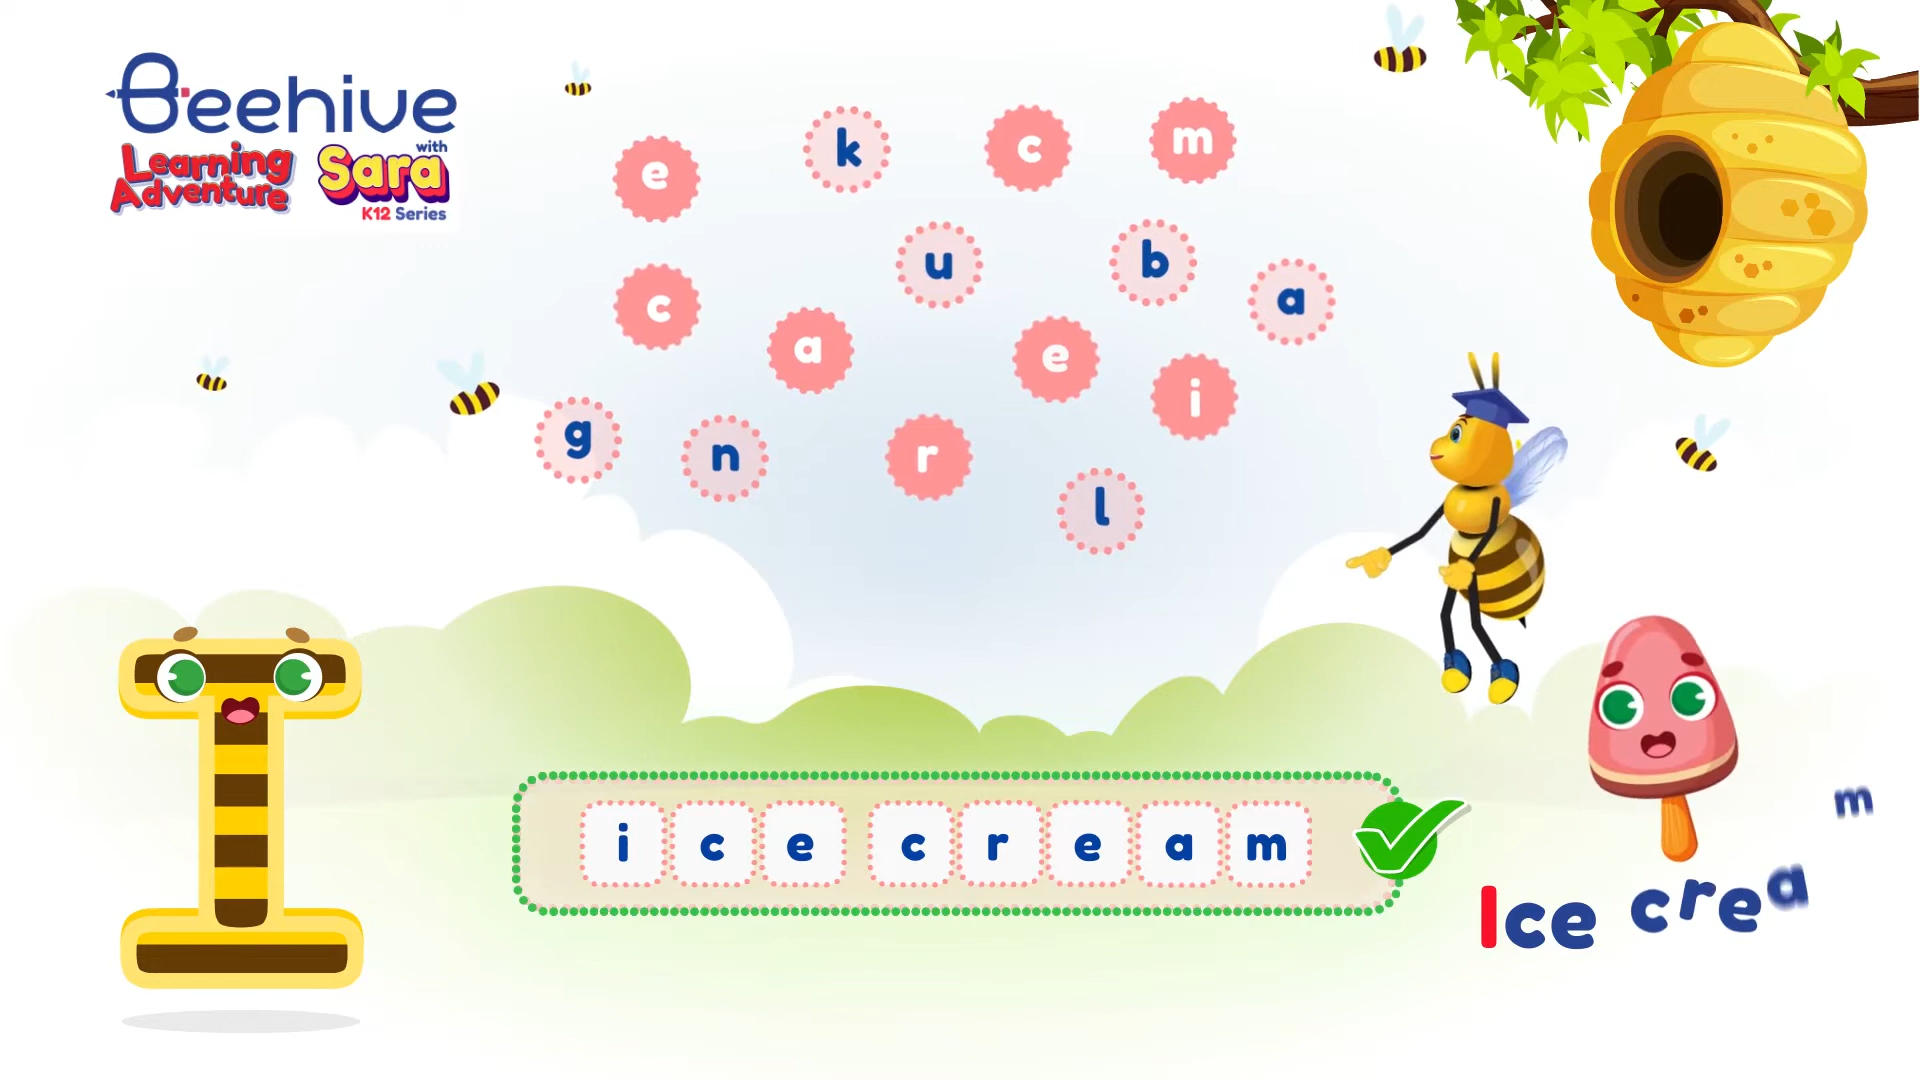 Beehive
Learning Adventure
with Sara
K12 Series
e k c m
u b a
c a e i
g n r l
i c e c r e a m
Ice cream